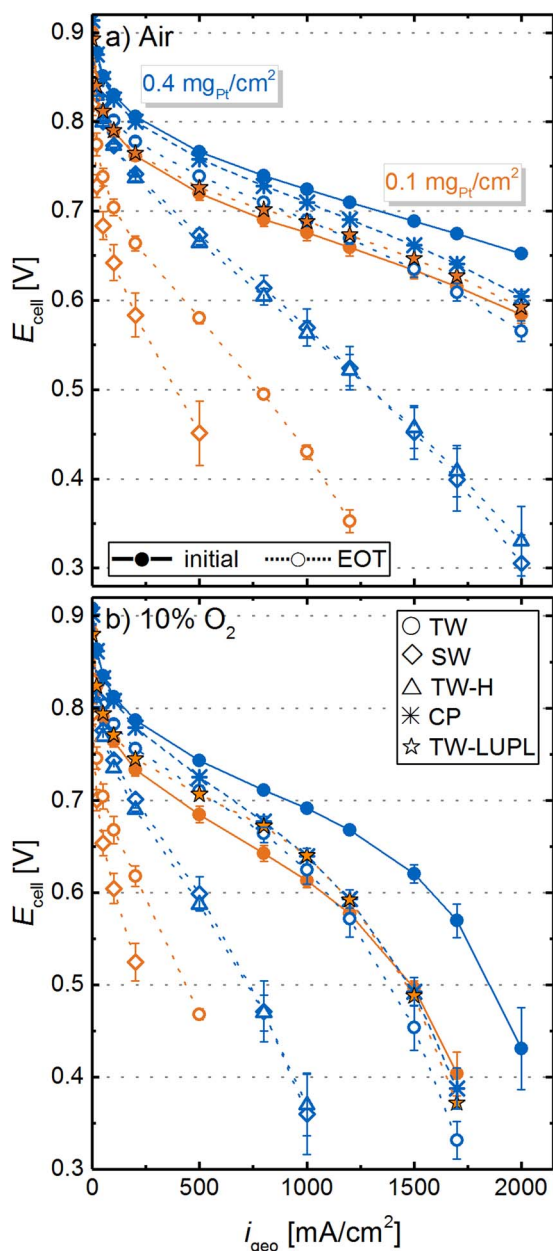 a) Air
0.4 mgPt/cm²
0.1 mgPt/cm²
Ecell [V]
0.9
0.8
0.7
0.6
0.5
0.4
0.3
initial EOT
b) 10% O₂
TW
SW
TW-H
CP
TW-LUPL
Ecell [V]
0.9
0.8
0.7
0.6
0.5
0.4
0.3
0 500 1000 1500 2000
igeo [mA/cm²]